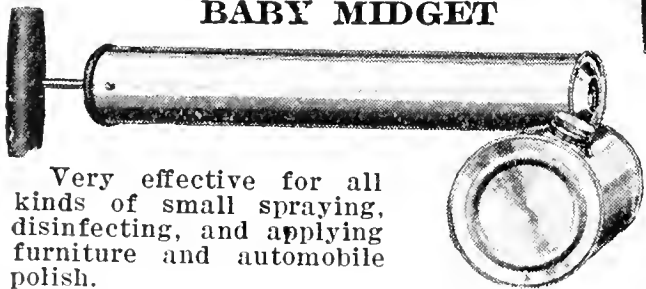 BABY MIDGET
Very effective for all
kinds of small spraying,
disinfecting, and applying
furniture and automobile
polish.